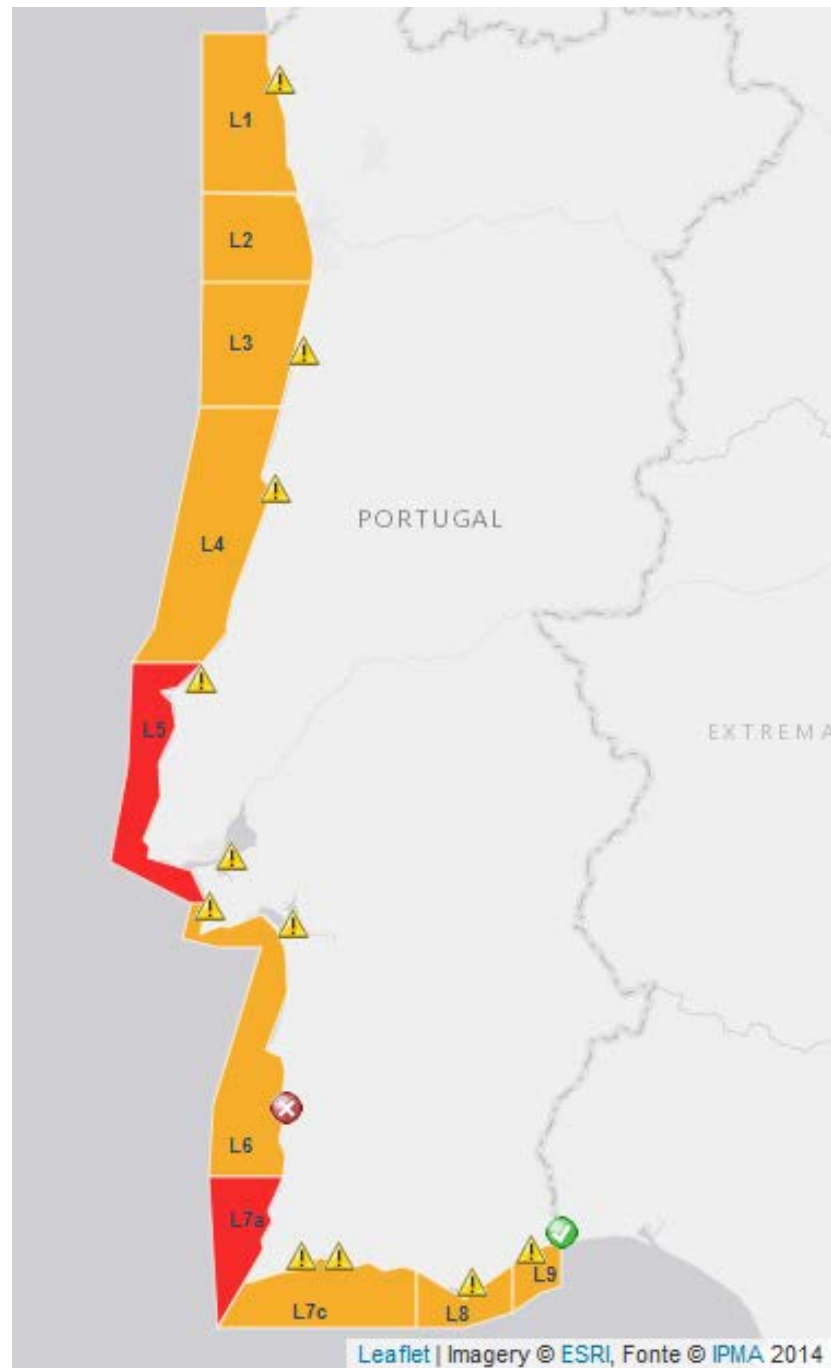 L1
L2
L3
PORTUGAL
L4
L5
EXTREMA
L6
L7a
L9
L7c
L8
Leaflet | Imagery © ESRI, Fonte © IPMA 2014